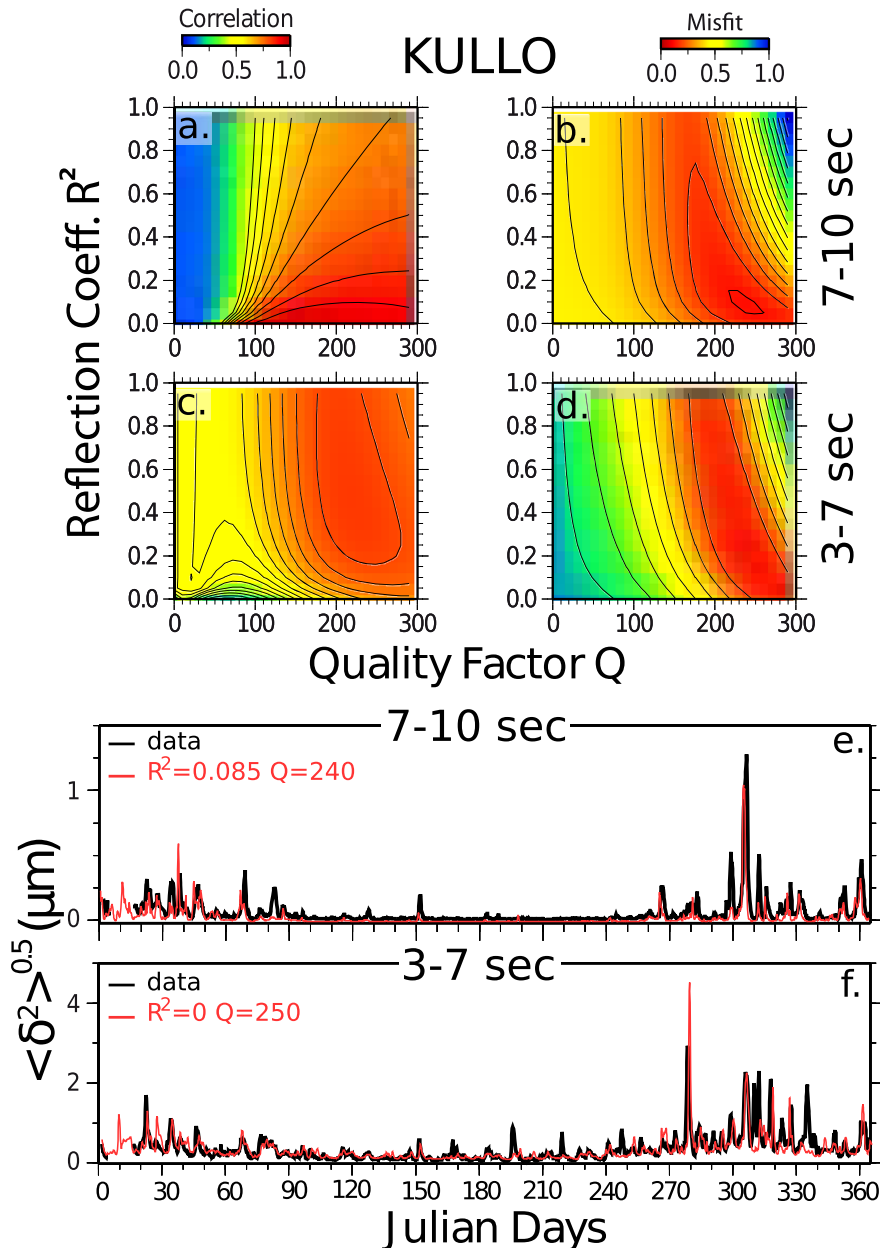 Correlation
0.0 0.5 1.0
KULLO
Misfit
0.0 0.5 1.0
Reflection Coeff. R²
1.0
0.8
0.6
0.4
0.2
0.0
a.
0 100 200 300
1.0
0.8
0.6
0.4
0.2
0.0
b.
0 100 200 300
7-10 sec
1.0
0.8
0.6
0.4
0.2
0.0
c.
0 100 200 300
1.0
0.8
0.6
0.4
0.2
0.0
d.
0 100 200 300
3-7 sec
Quality Factor Q
<δ²>^0.5 (μm)
7-10 sec
data
R²=0.085 Q=240
e.
1
0
3-7 sec
data
R²=0 Q=250
f.
4
2
0
0 30 60 90 120 150 180 210 240 270 300 330 360
Julian Days